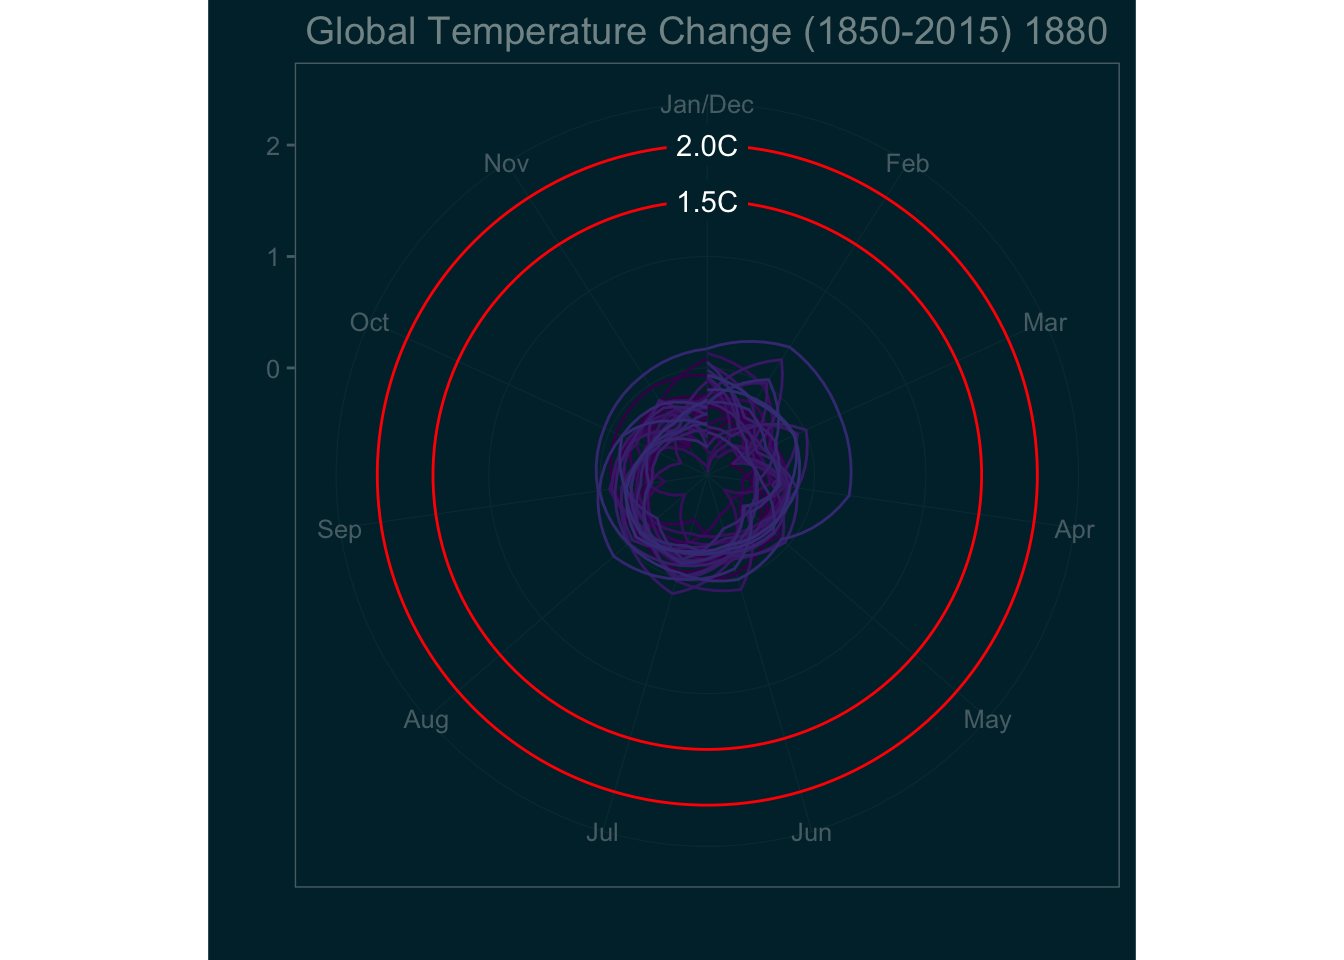 Global Temperature Change (1850-2015) 1880
Jan/Dec
2.0C
2
Nov
Feb
1.5C
1
Oct
Mar
0
Sep
Apr
Aug
May
Jul
Jun